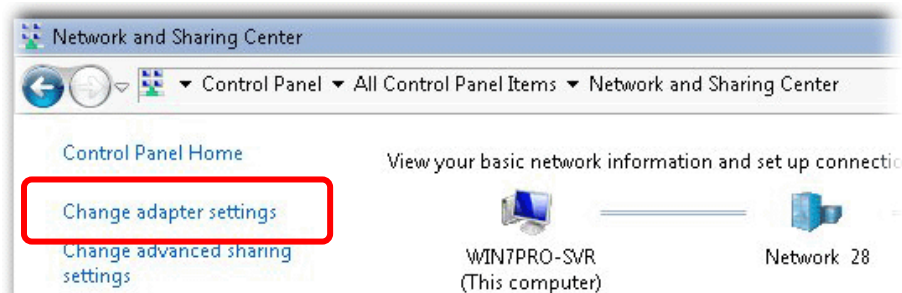 Network and Sharing Center
Control Panel All Control Panel Items Network and Sharing Center
Control Panel Home
View your basic network information and set up connectio
Change adapter settings
Change advanced sharing
settings
WIN7PRO-SVR
(This computer)
Network 28